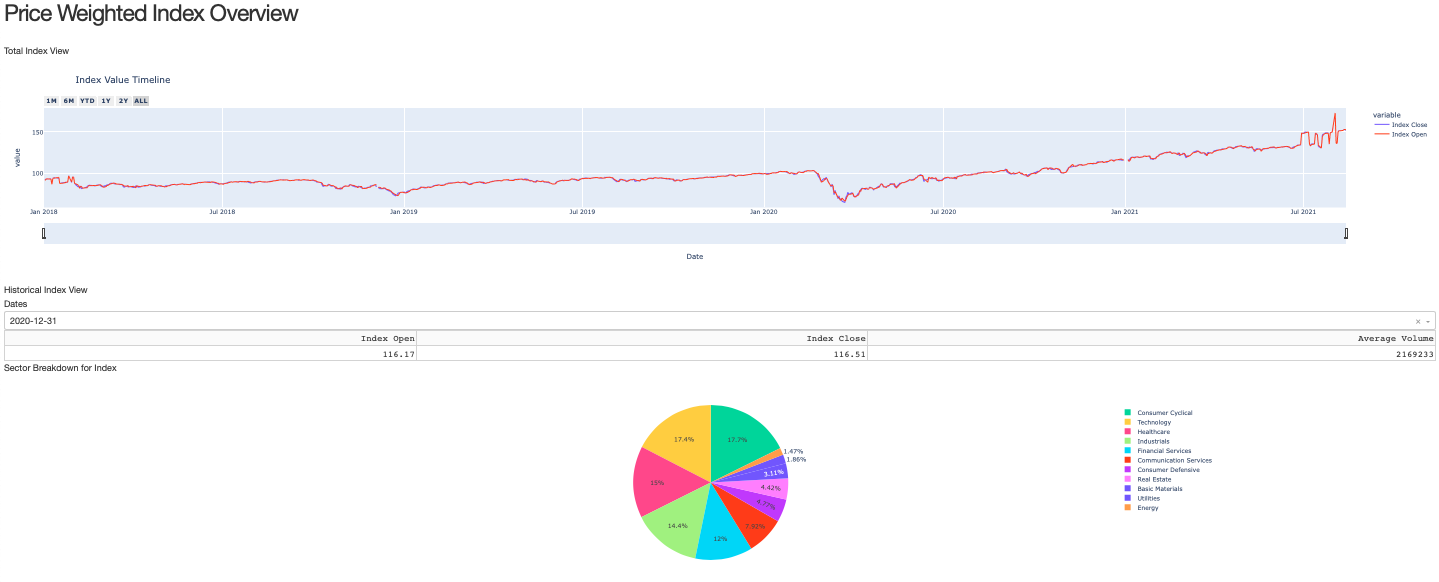 Price Weighted Index Overview
Total Index View
Index Value Timeline
1M 6M YTD 1Y 2Y ALL
variable
Index Close
Index Open
value
150
100
Jan 2018 Jul 2018 Jan 2019 Jul 2019 Jan 2020 Jul 2020 Jan 2021 Jul 2021
Date
Historical Index View
Dates
2020-12-31 ×
Index Open Index Close Average Volume
116.17 116.51 2169233
Sector Breakdown for Index
17.7%
17.4%
15%
14.4%
12%
7.92%
4.77%
4.42%
3.11%
1.86%
1.47%
Consumer Cyclical
Technology
Healthcare
Industrials
Financial Services
Communication Services
Consumer Defensive
Real Estate
Basic Materials
Utilities
Energy